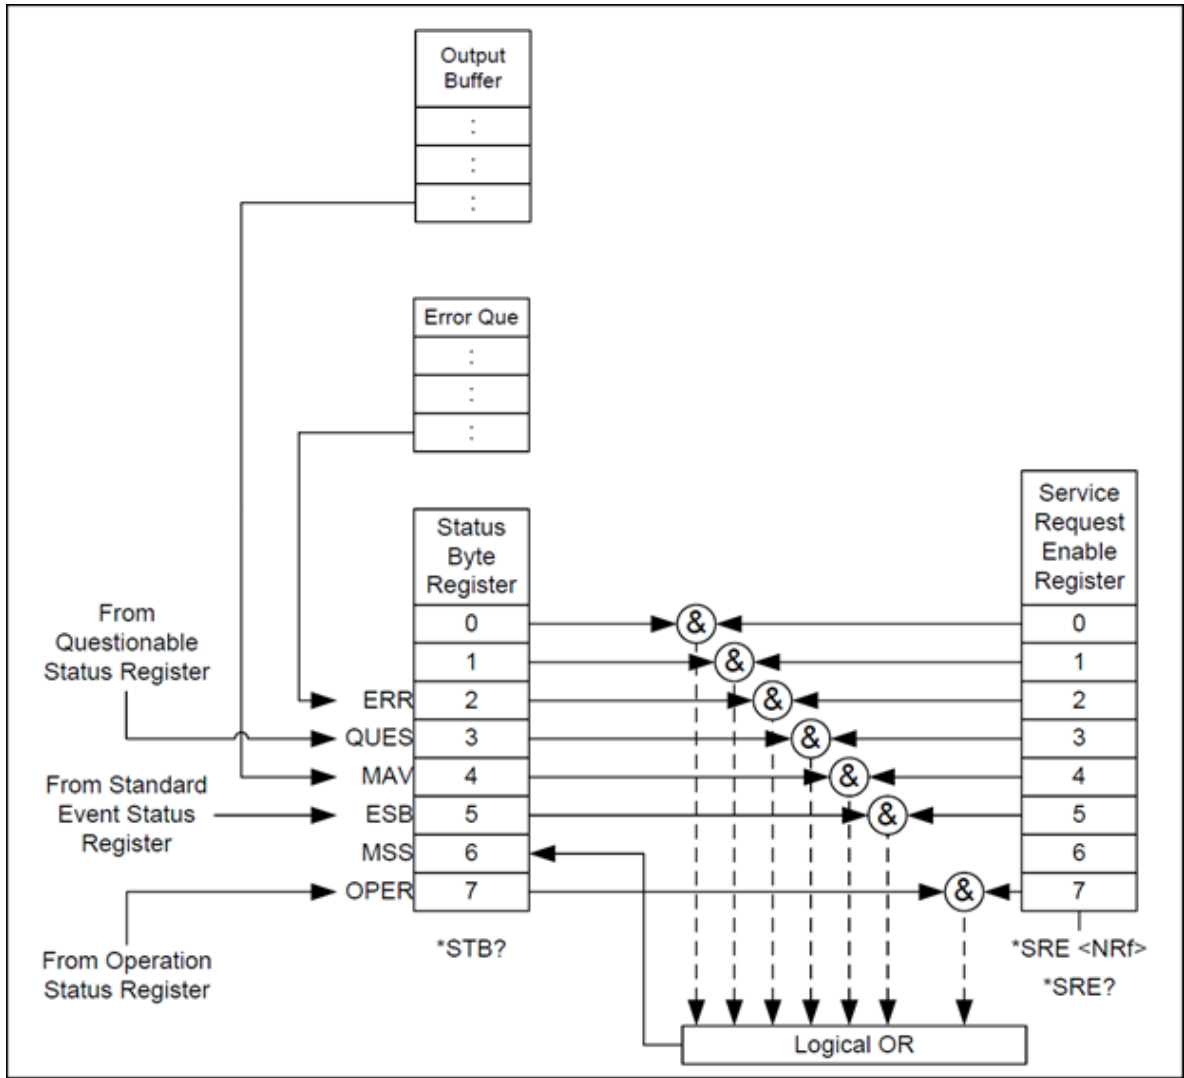 Output
Buffer
:
:
:
Error Que
:
:
:
Status
Byte
Register
Service
Request
Enable
Register
From
Questionable
Status Register
0 & 0
1 & 1
ERR 2 & 2
QUES 3 & 3
MAV 4 & 4
From Standard
Event Status
Register
ESB 5 & 5
MSS 6 6
OPER 7 & 7
From Operation
Status Register
*STB?
*SRE <NRf>
*SRE?
Logical OR